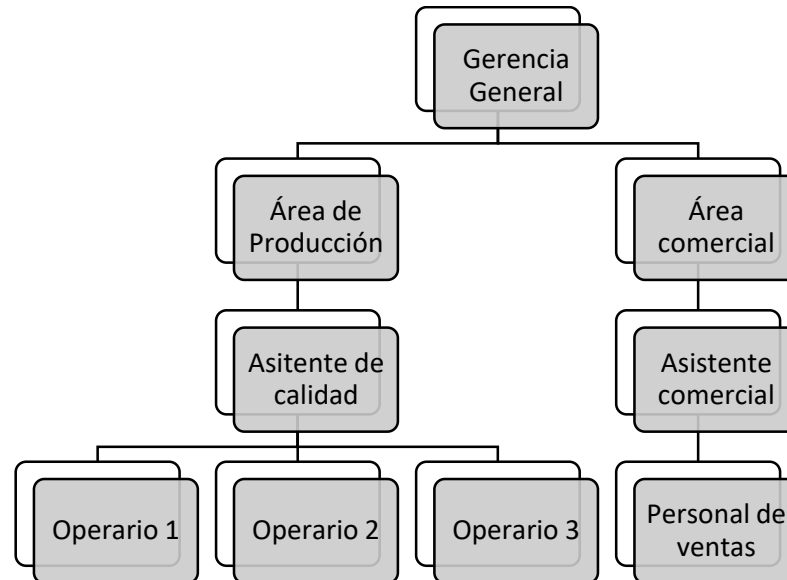 Gerencia
General
Área de
Producción
Área
comercial
Asitente de
calidad
Asistente
comercial
Operario 1
Operario 2
Operario 3
Personal de
ventas